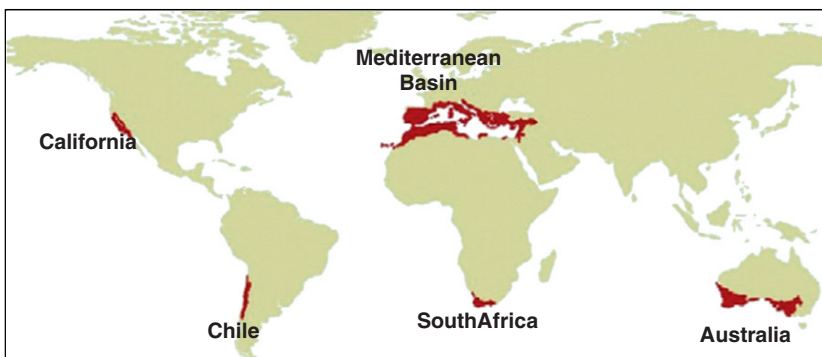 Mediterranean
Basin
California
Chile
SouthAfrica
Australia